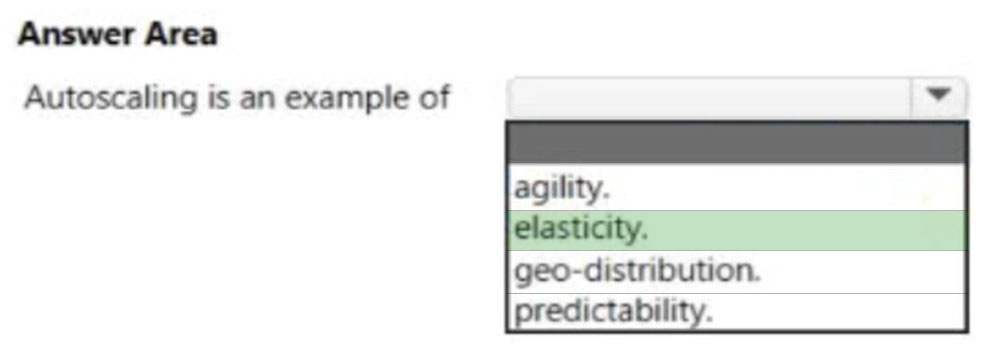 Answer Area
Autoscaling is an example of
agility.
elasticity.
geo-distribution.
predictability.